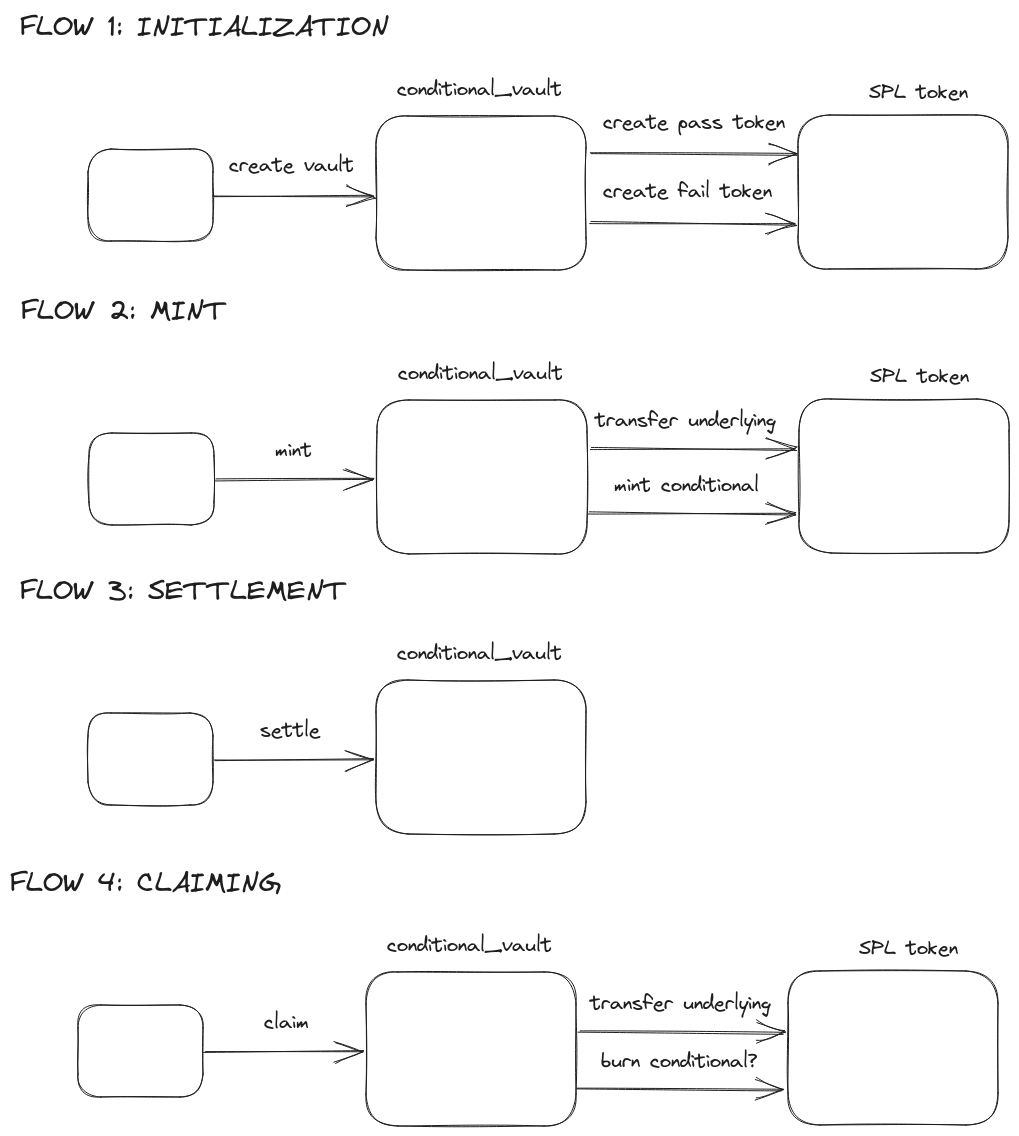 FLOW 1: INITIALIZATION
conditional_vault
SPL token
create pass token
create vault
create fail token
FLOW 2: MINT
conditional_vault
SPL token
transfer underlying
mint
mint conditional
FLOW 3: SETTLEMENT
conditional_vault
settle
FLOW 4: CLAIMING
conditional_vault
SPL token
transfer underlying
claim
burn conditional?